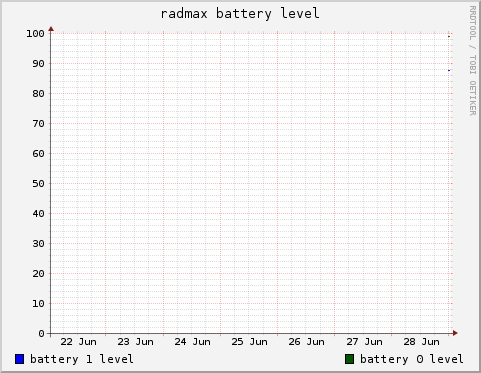 radmax battery level
RRDTOOL / TOBI OETIKER
100
90
80
70
60
50
40
30
20
10
0
22 Jun 23 Jun 24 Jun 25 Jun 26 Jun 27 Jun 28 Jun
battery 1 level battery 0 level